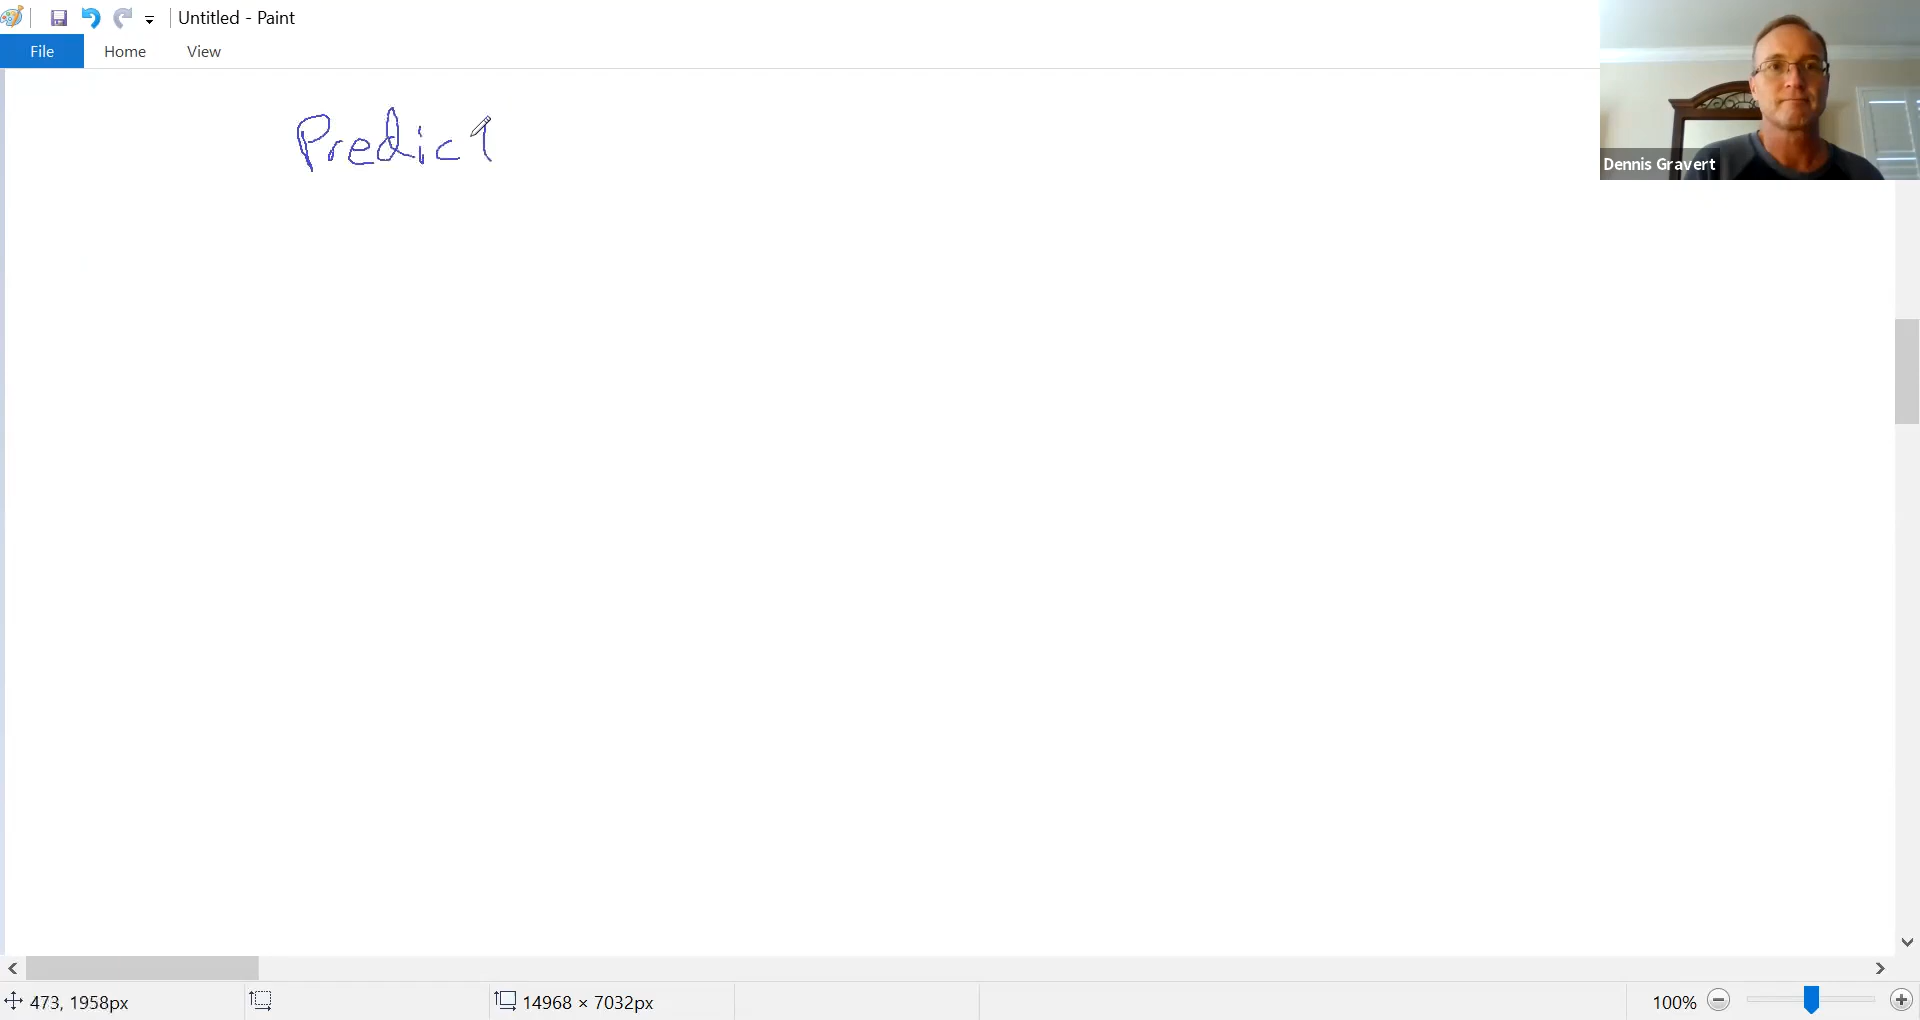 Untitled - Paint
File Home View
Predict
Dennis Gravert
473, 1958px
14968 × 7032px
100%